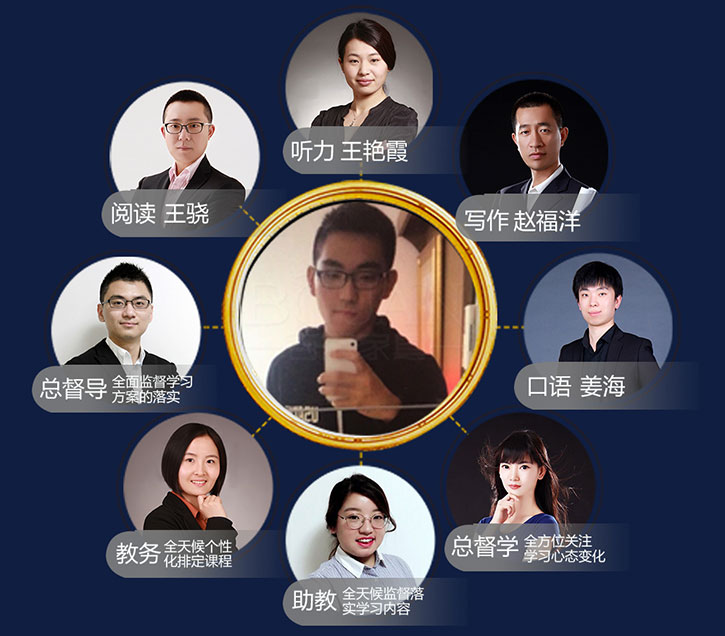 听力 王艳霞
阅读 王骁
写作 赵福洋
总督导 全面监督学习
方案的落实
口语 姜海
教务 全天候个性
化排定课程
总督学 全方位关注
学习心态变化
助教 全天候监督落
实学习内容